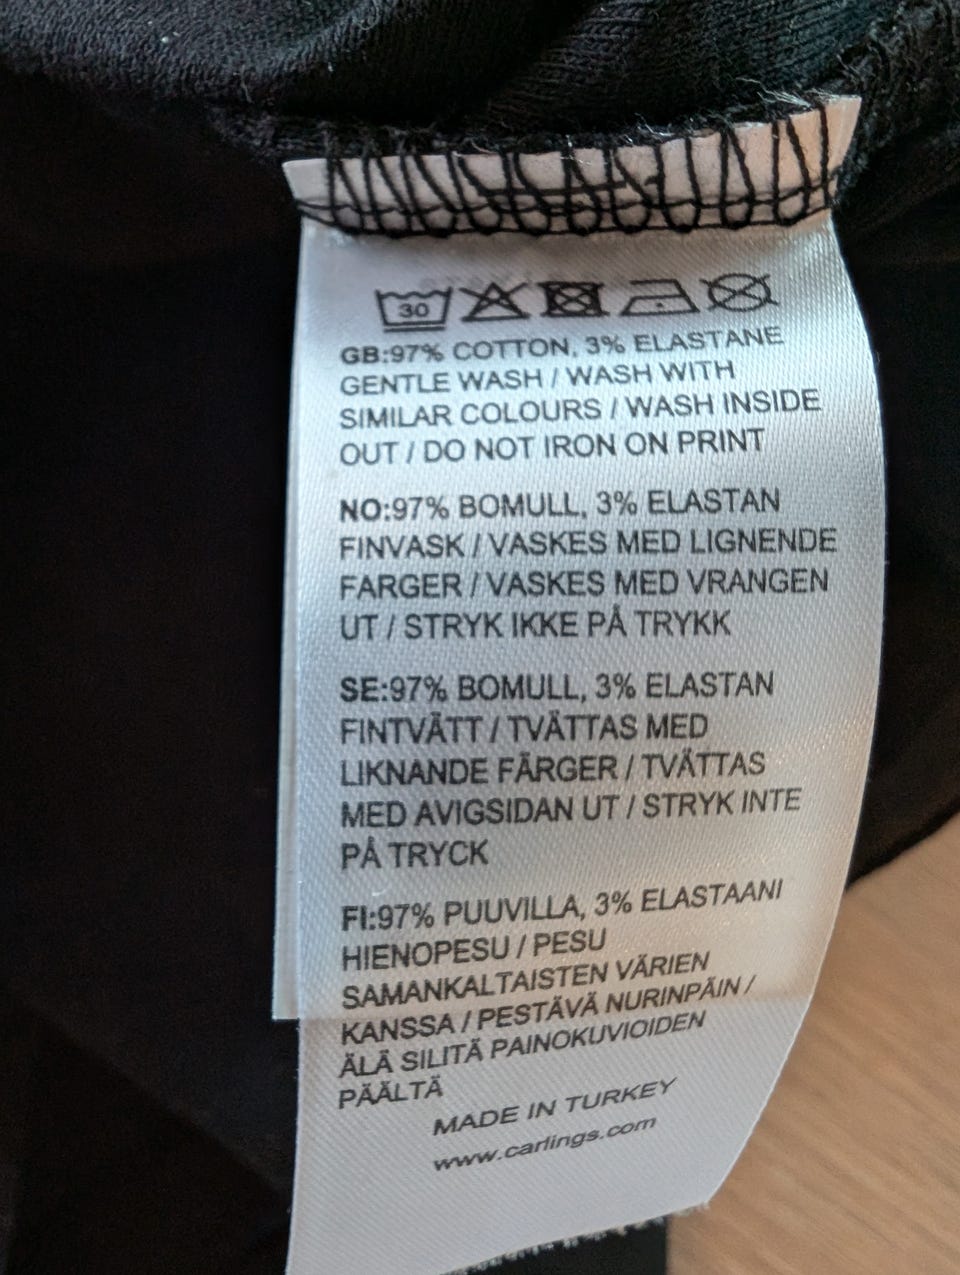 30
GB:97% COTTON, 3% ELASTANE
GENTLE WASH / WASH WITH
SIMILAR COLOURS / WASH INSIDE
OUT / DO NOT IRON ON PRINT
NO:97% BOMULL, 3% ELASTAN
FINVASK / VASKES MED LIGNENDE
FARGER / VASKES MED VRANGEN
UT / STRYK IKKE PÅ TRYKK
SE:97% BOMULL, 3% ELASTAN
FINTVÄTT / TVÄTTAS MED
LIKNANDE FÄRGER / TVÄTTAS
MED AVIGSIDAN UT / STRYK INTE
PÅ TRYCK
FI:97% PUUVILLA, 3% ELASTAANI
HIENOPESU / PESU
SAMANKALTAISTEN VÄRIEN
KANSSA / PESTÄVÄ NURINPÄIN /
ÄLÄ SILITÄ PAINOKUVIOIDEN
PÄÄLTÄ
MADE IN TURKEY
www.carlings.com